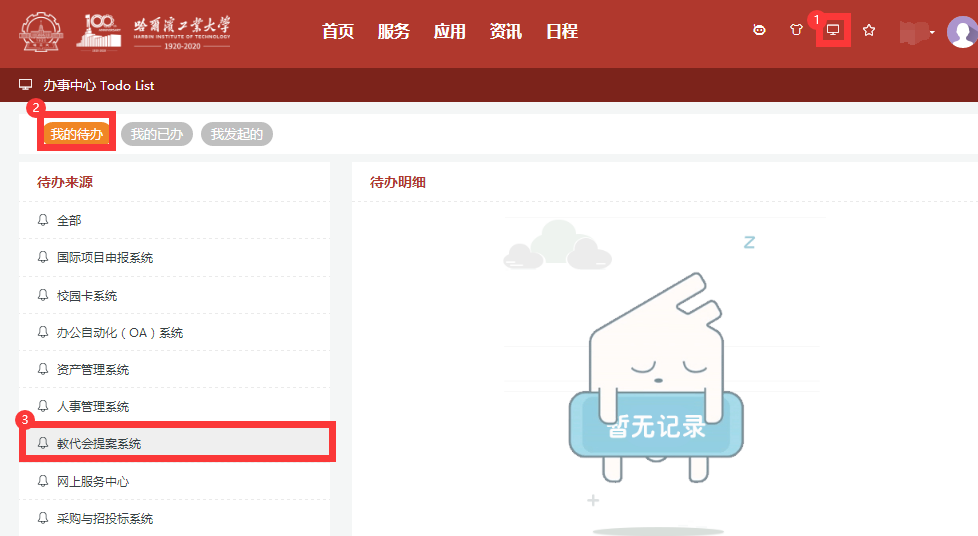 哈爾濱工業大學
HARBIN INSTITUTE OF TECHNOLOGY
1920-2020
100
首页 服务 应用 资讯 日程
1
办事中心 Todo List
2
我的待办 我的已办 我发起的
待办来源
全部
国际项目申报系统
校园卡系统
办公自动化（OA）系统
资产管理系统
人事管理系统
3
教代会提案系统
网上服务中心
采购与招投标系统
待办明细
Z
暂无记录